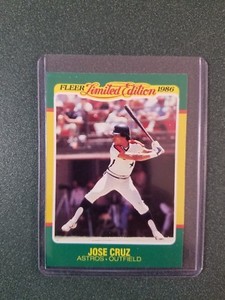 FLEER Limited Edition 1986
JOSE CRUZ
ASTROS • OUTFIELD